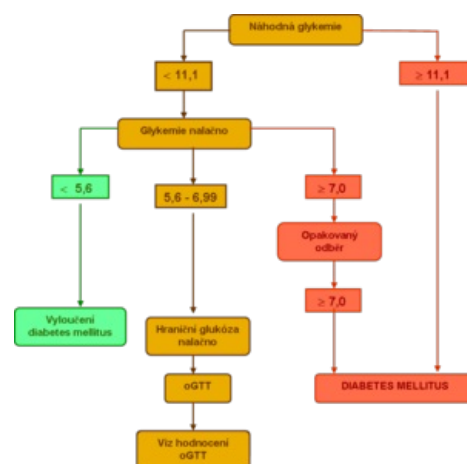 Náhodná glykemie
< 11,1
≥ 11,1
Glykemie nalačno
< 5,6
5,6 - 6,99
≥ 7,0
Opakovaný
odběr
≥ 7,0
Vyloučení
diabetes mellitus
Hraniční glukóza
nalačno
oGTT
DIABETES MELLITUS
Viz hodnocení
oGTT